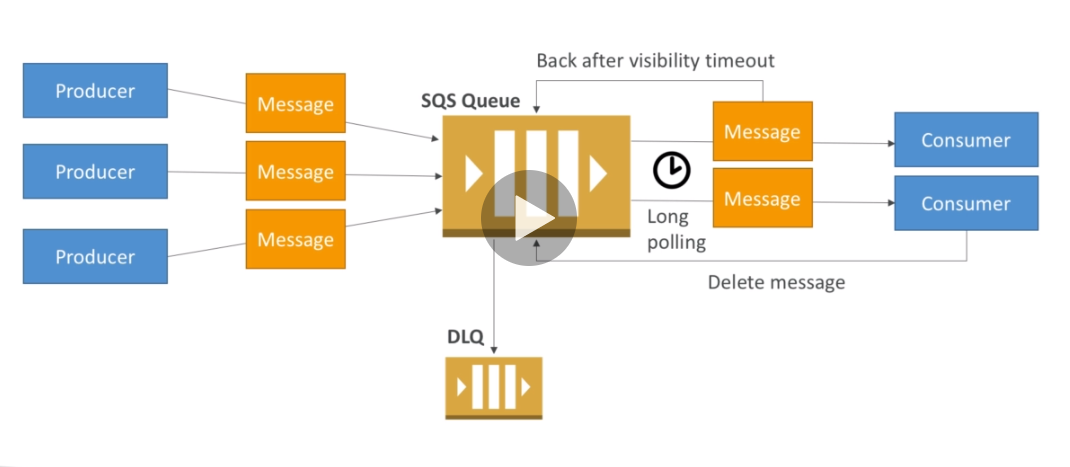 Back after visibility timeout
Producer
Message
SQS Queue
Message
Consumer
Producer
Message
Message
Consumer
Long
polling
Producer
Message
Delete message
DLQ